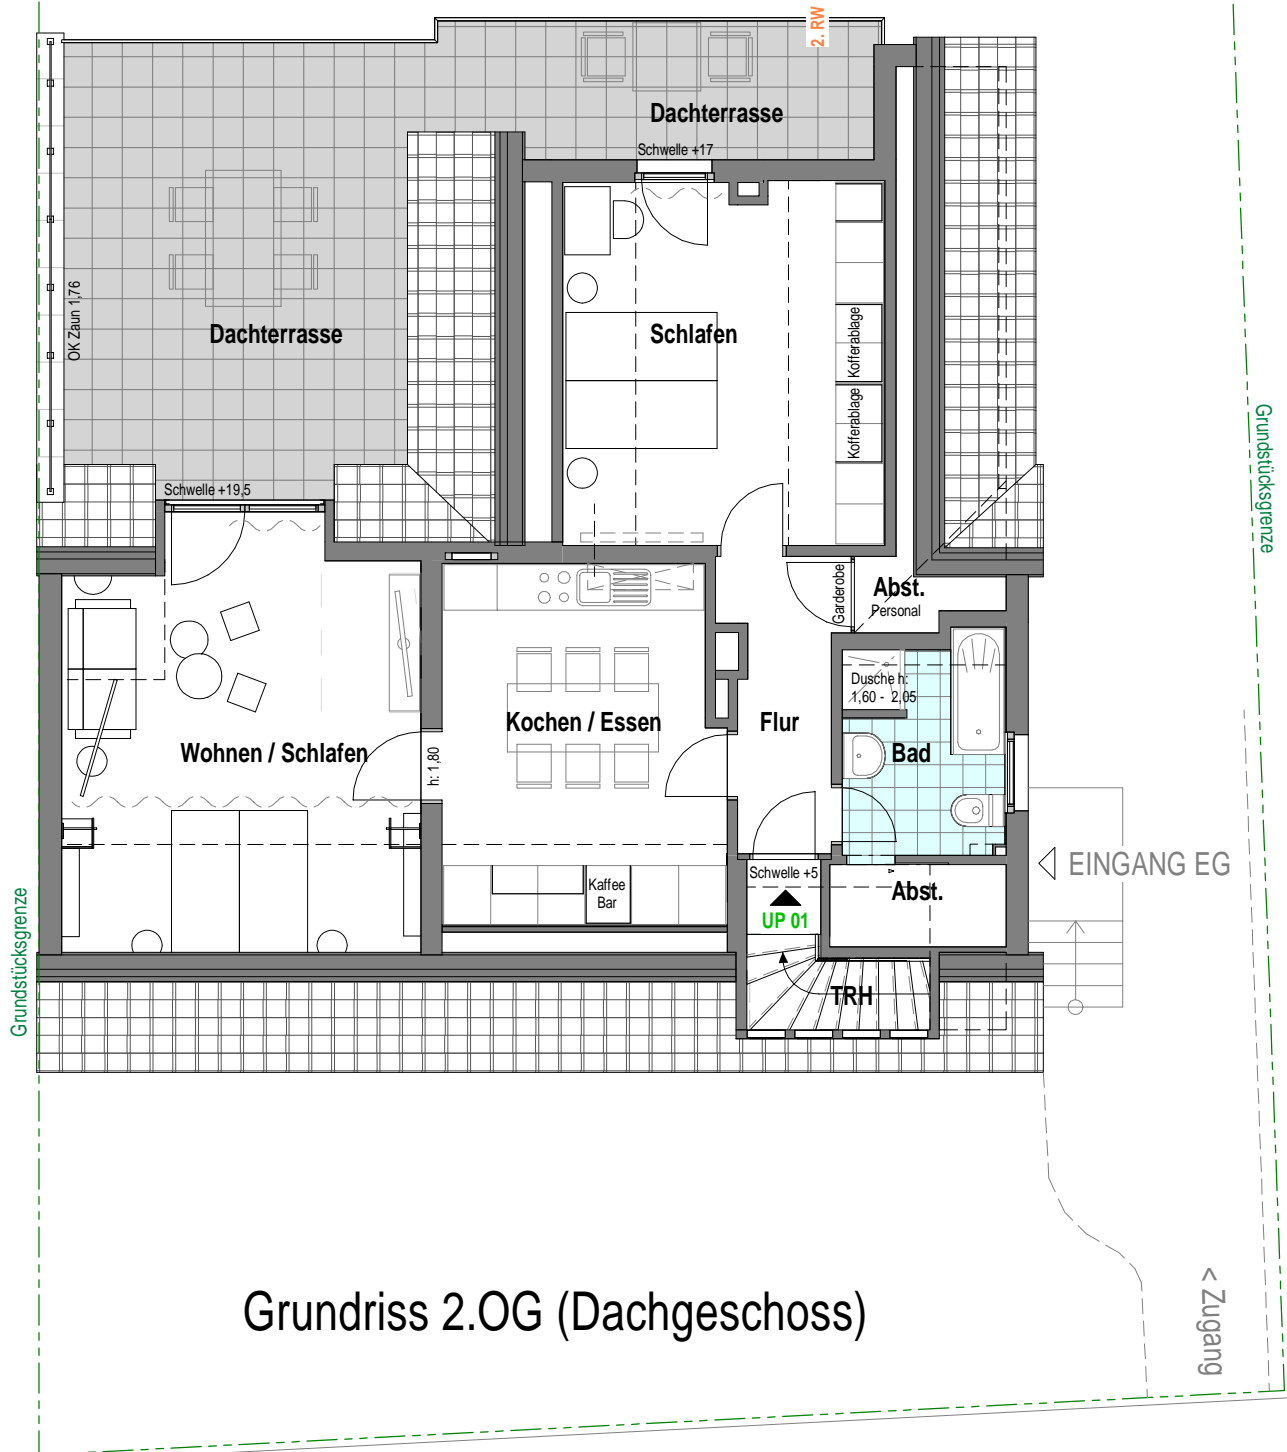 2. RW
Dachterrasse
Schwelle +17
OK Zaun 1,76
Dachterrasse
Schlafen
Kofferablage
Kofferablage
Grundstücksgrenze
Schwelle +19,5
Garderobe
Abst.
Personal
Dusche h:
1,60 - 2,05
Wohnen / Schlafen
h: 1,80
Kochen / Essen
Flur
Bad
EINGANG EG
Kaffee
Bar
Schwelle +5
UP 01
Abst.
TRH
Grundstücksgrenze
Grundriss 2.OG (Dachgeschoss)
< Zugang